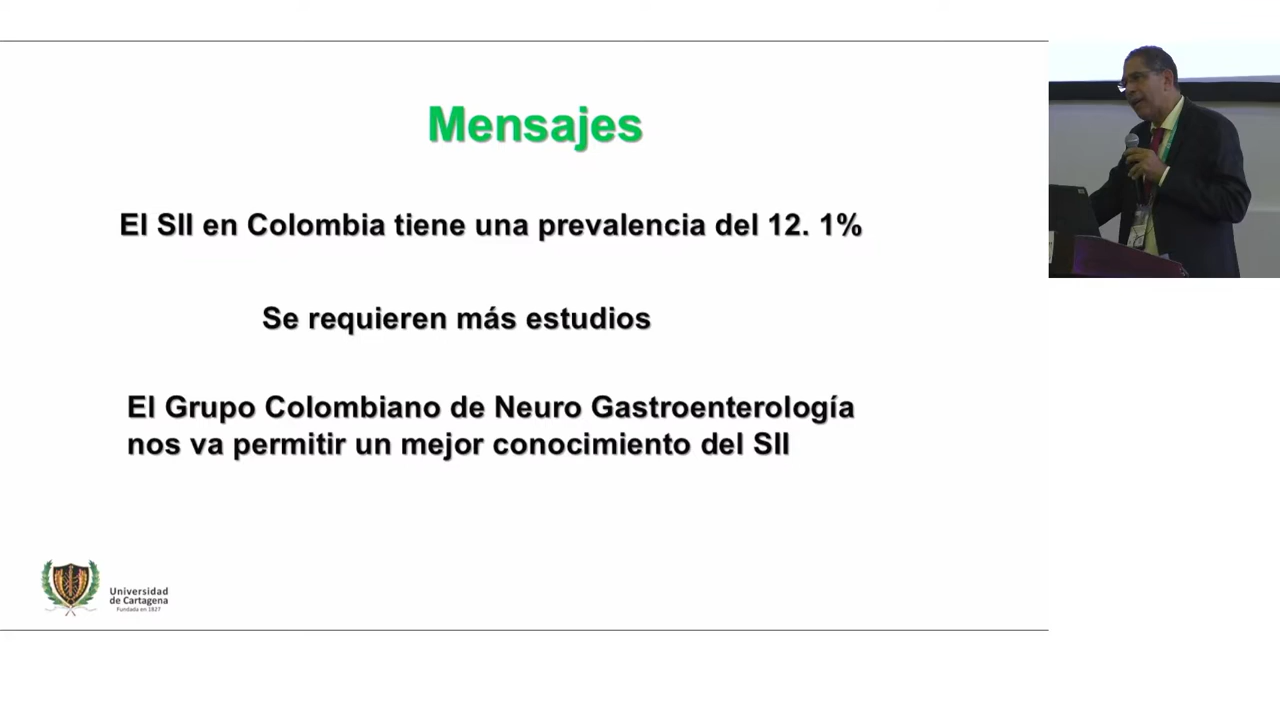 Mensajes
El SII en Colombia tiene una prevalencia del 12. 1%
Se requieren más estudios
El Grupo Colombiano de Neuro Gastroenterología
nos va permitir un mejor conocimiento del SII
Universidad
de Cartagena
Fundada en 1827